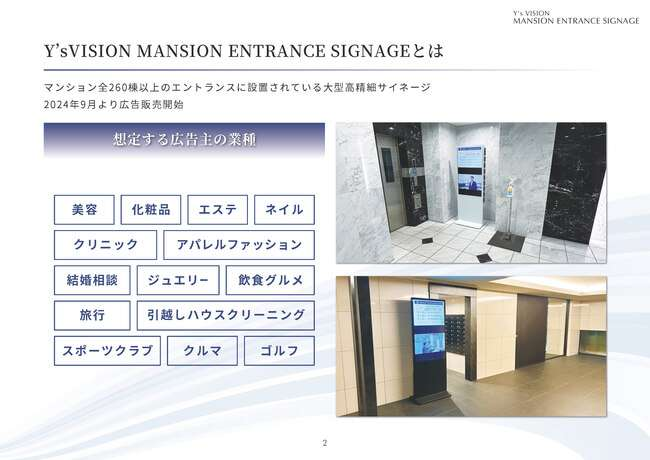 Y's VISION
MANSION ENTRANCE SIGNAGE
Y'sVISION MANSION ENTRANCE SIGNAGEとは
マンション全260棟以上のエントランスに設置されている大型高精細サイネージ
2024年9月より広告販売開始
想定する広告主の業種
美容 化粧品 エステ ネイル
クリニック アパレルファッション
結婚相談 ジュエリー 飲食グルメ
旅行 引越しハウスクリーニング
スポーツクラブ クルマ ゴルフ
2